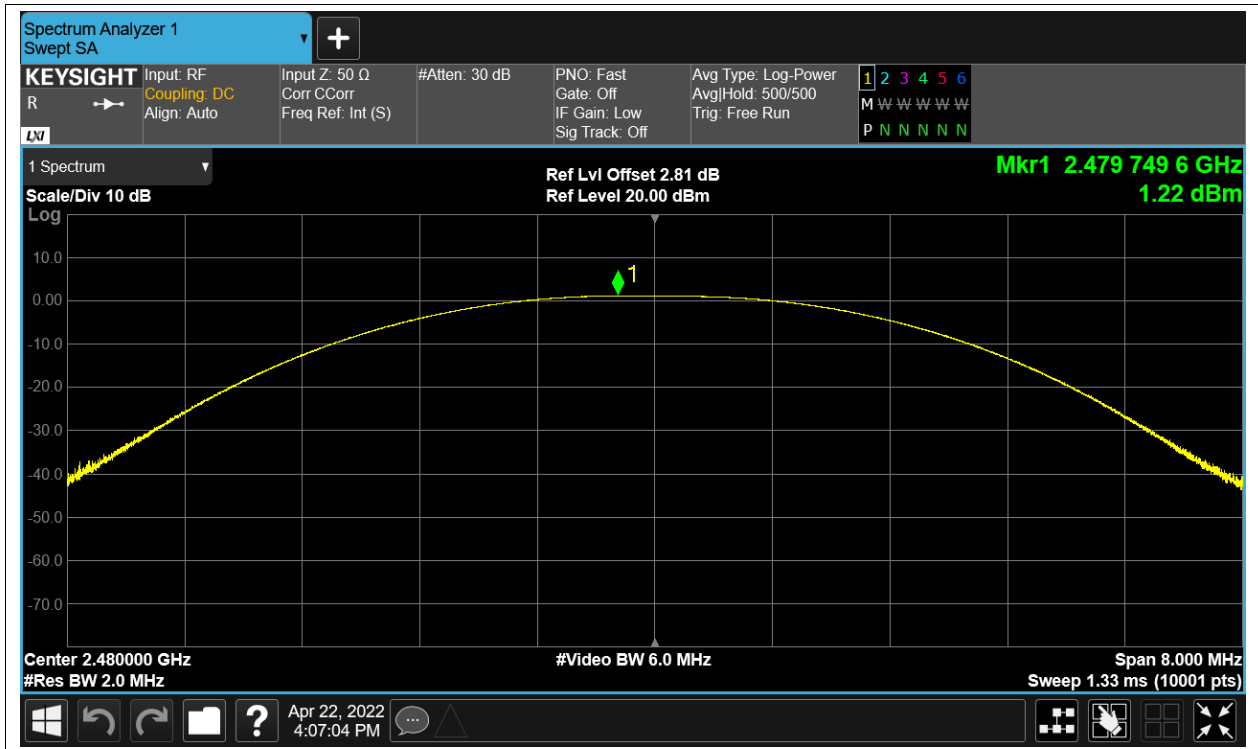 Spectrum Analyzer 1
Swept SA
KEYSIGHT
R
LXI
Input: RF
Coupling: DC
Align: Auto
Input Z: 50 Ω
Corr CCorr
Freq Ref: Int (S)
#Atten: 30 dB
PNO: Fast
Gate: Off
IF Gain: Low
Sig Track: Off
Avg Type: Log-Power
Avg|Hold: 500/500
Trig: Free Run
1 2 3 4 5 6
M W W W W W
P N N N N N
1 Spectrum
Scale/Div 10 dB
Ref Lvl Offset 2.81 dB
Ref Level 20.00 dBm
Mkr1 2.479 749 6 GHz
1.22 dBm
Log
10.0
1
0.00
-10.0
-20.0
-30.0
-40.0
-50.0
-60.0
-70.0
Center 2.480000 GHz
#Video BW 6.0 MHz
Span 8.000 MHz
#Res BW 2.0 MHz
Sweep 1.33 ms (10001 pts)
?
Apr 22, 2022
4:07:04 PM